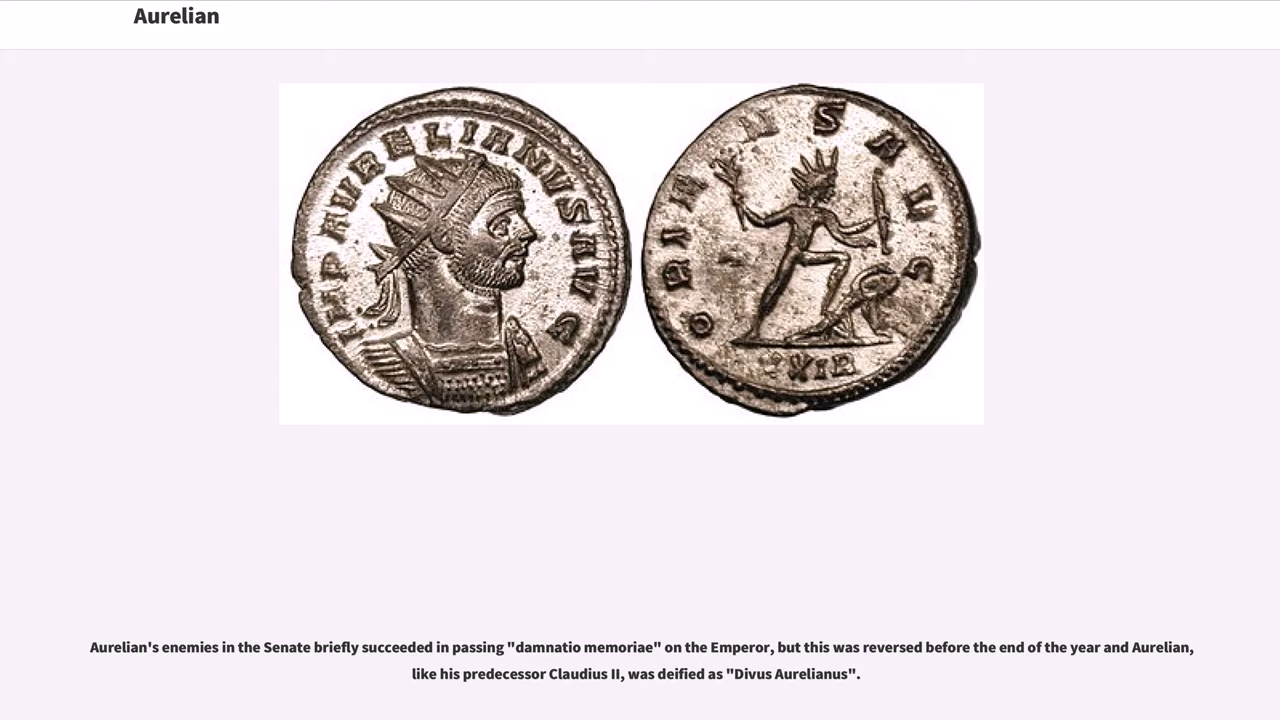 Aurelian
IMP AVRELIANVS AVG
ORIENS AVG
XXIR
Aurelian's enemies in the Senate briefly succeeded in passing "damnatio memoriae" on the Emperor, but this was reversed before the end of the year and Aurelian,
like his predecessor Claudius II, was deified as "Divus Aurelianus".